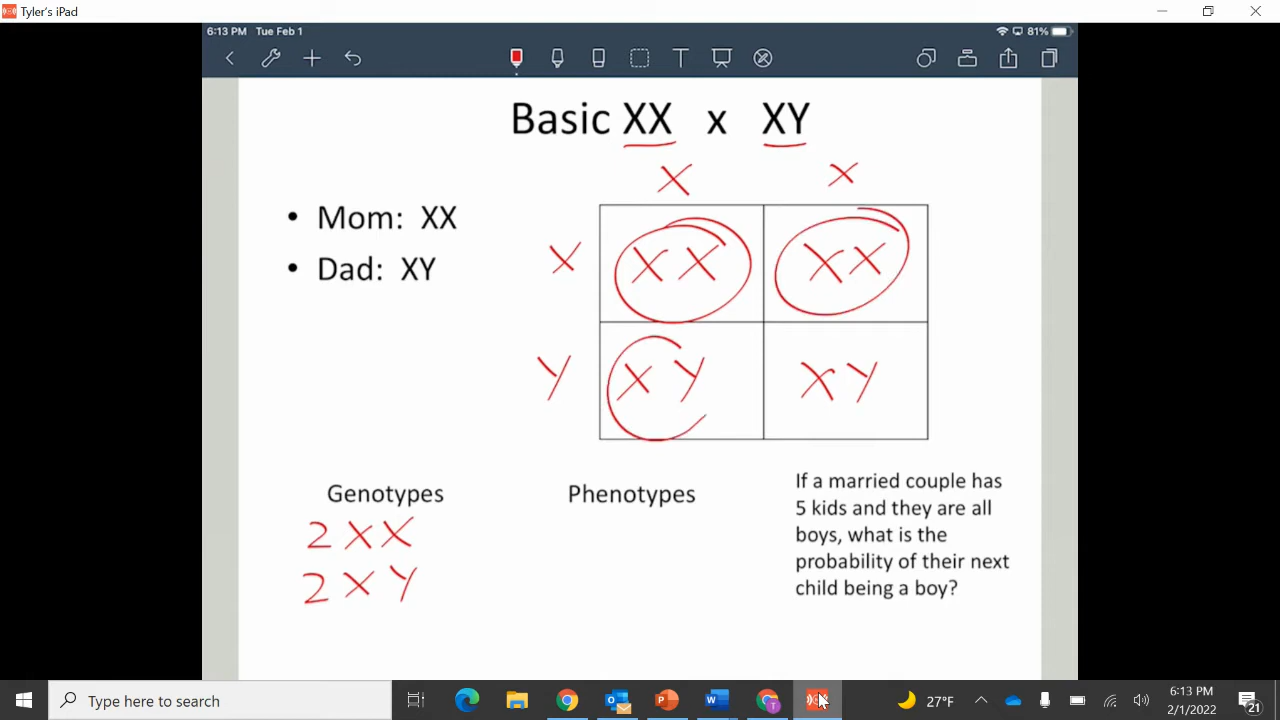 Tyler's iPad
6:13 PM Tue Feb 1
81%
T
Basic XX x XY
X X
• Mom: XX
• Dad: XY
X XX XX
Y XY XY
Genotypes
2 XX
2 XY
Phenotypes
If a married couple has
5 kids and they are all
boys, what is the
probability of their next
child being a boy?
Type here to search
27°F
6:13 PM
2/1/2022
21